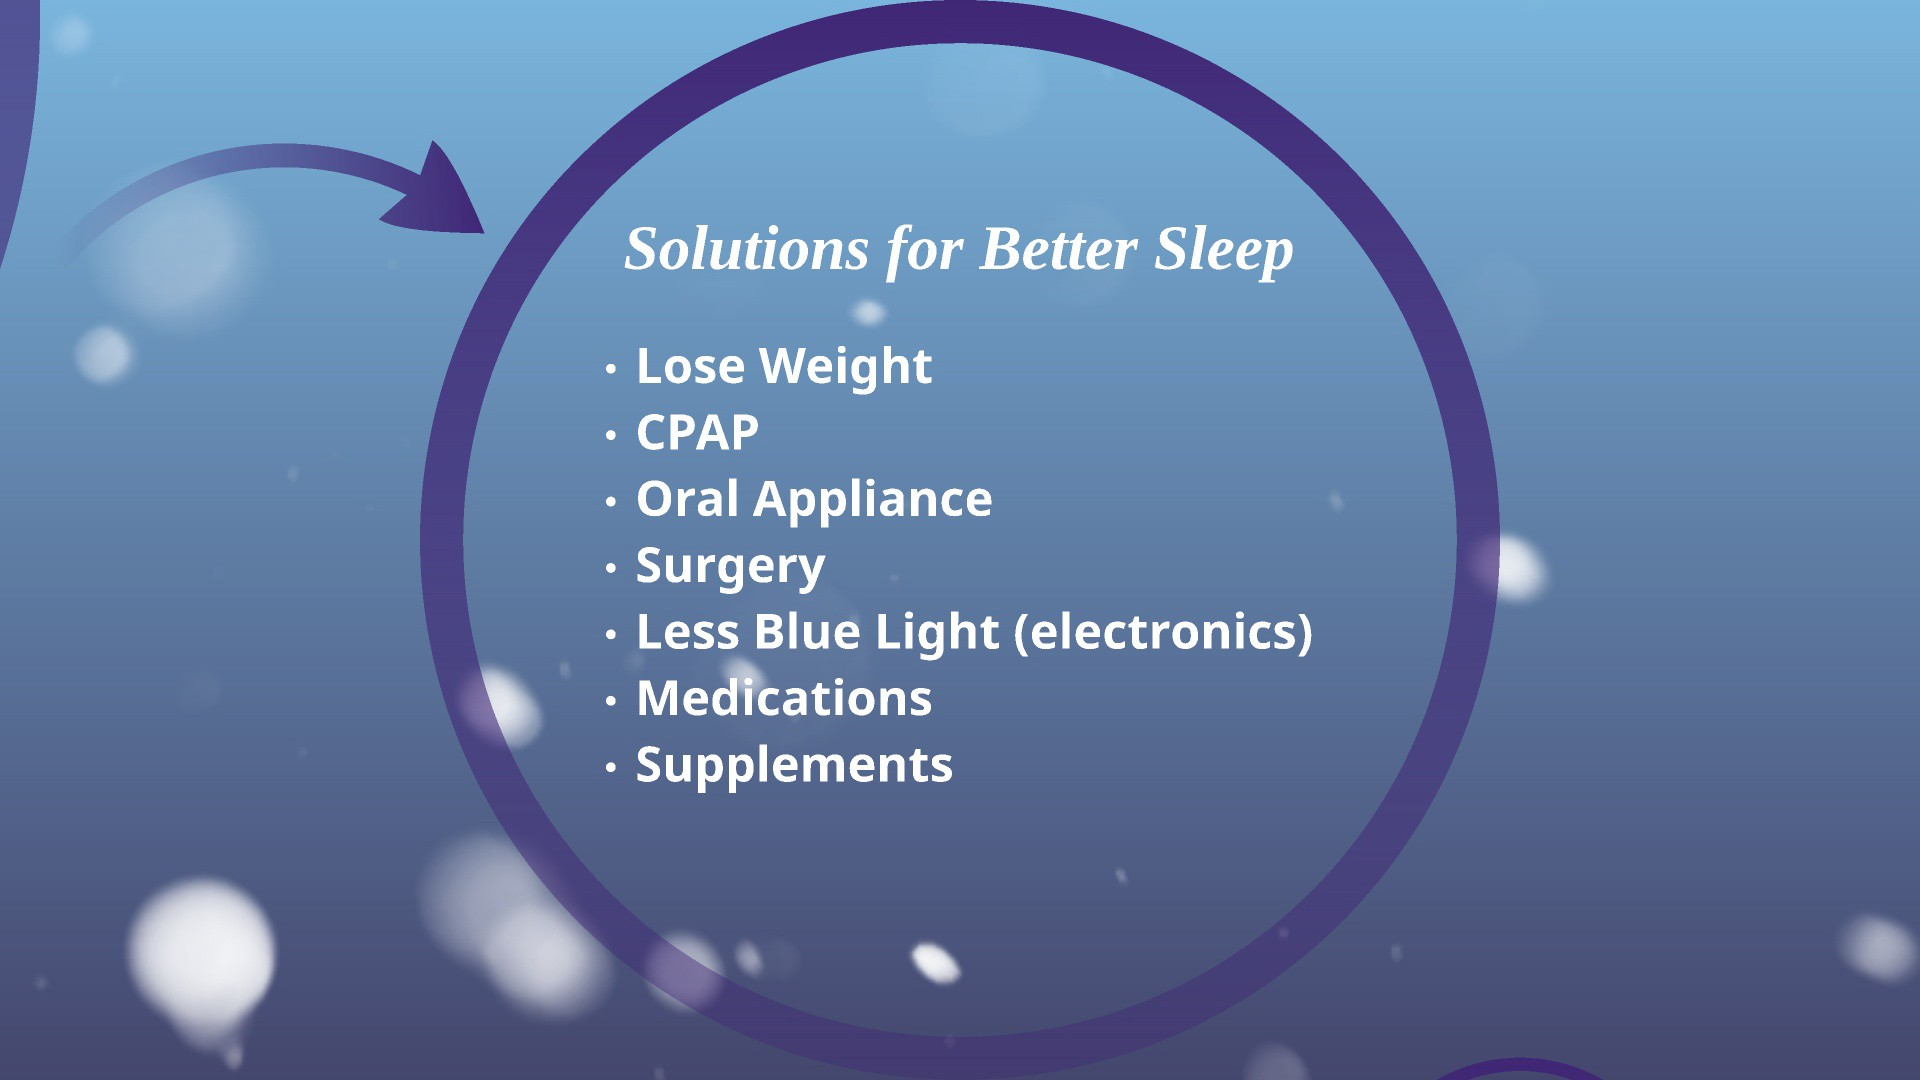 Solutions for Better Sleep
• Lose Weight
• CPAP
• Oral Appliance
• Surgery
• Less Blue Light (electronics)
• Medications
• Supplements